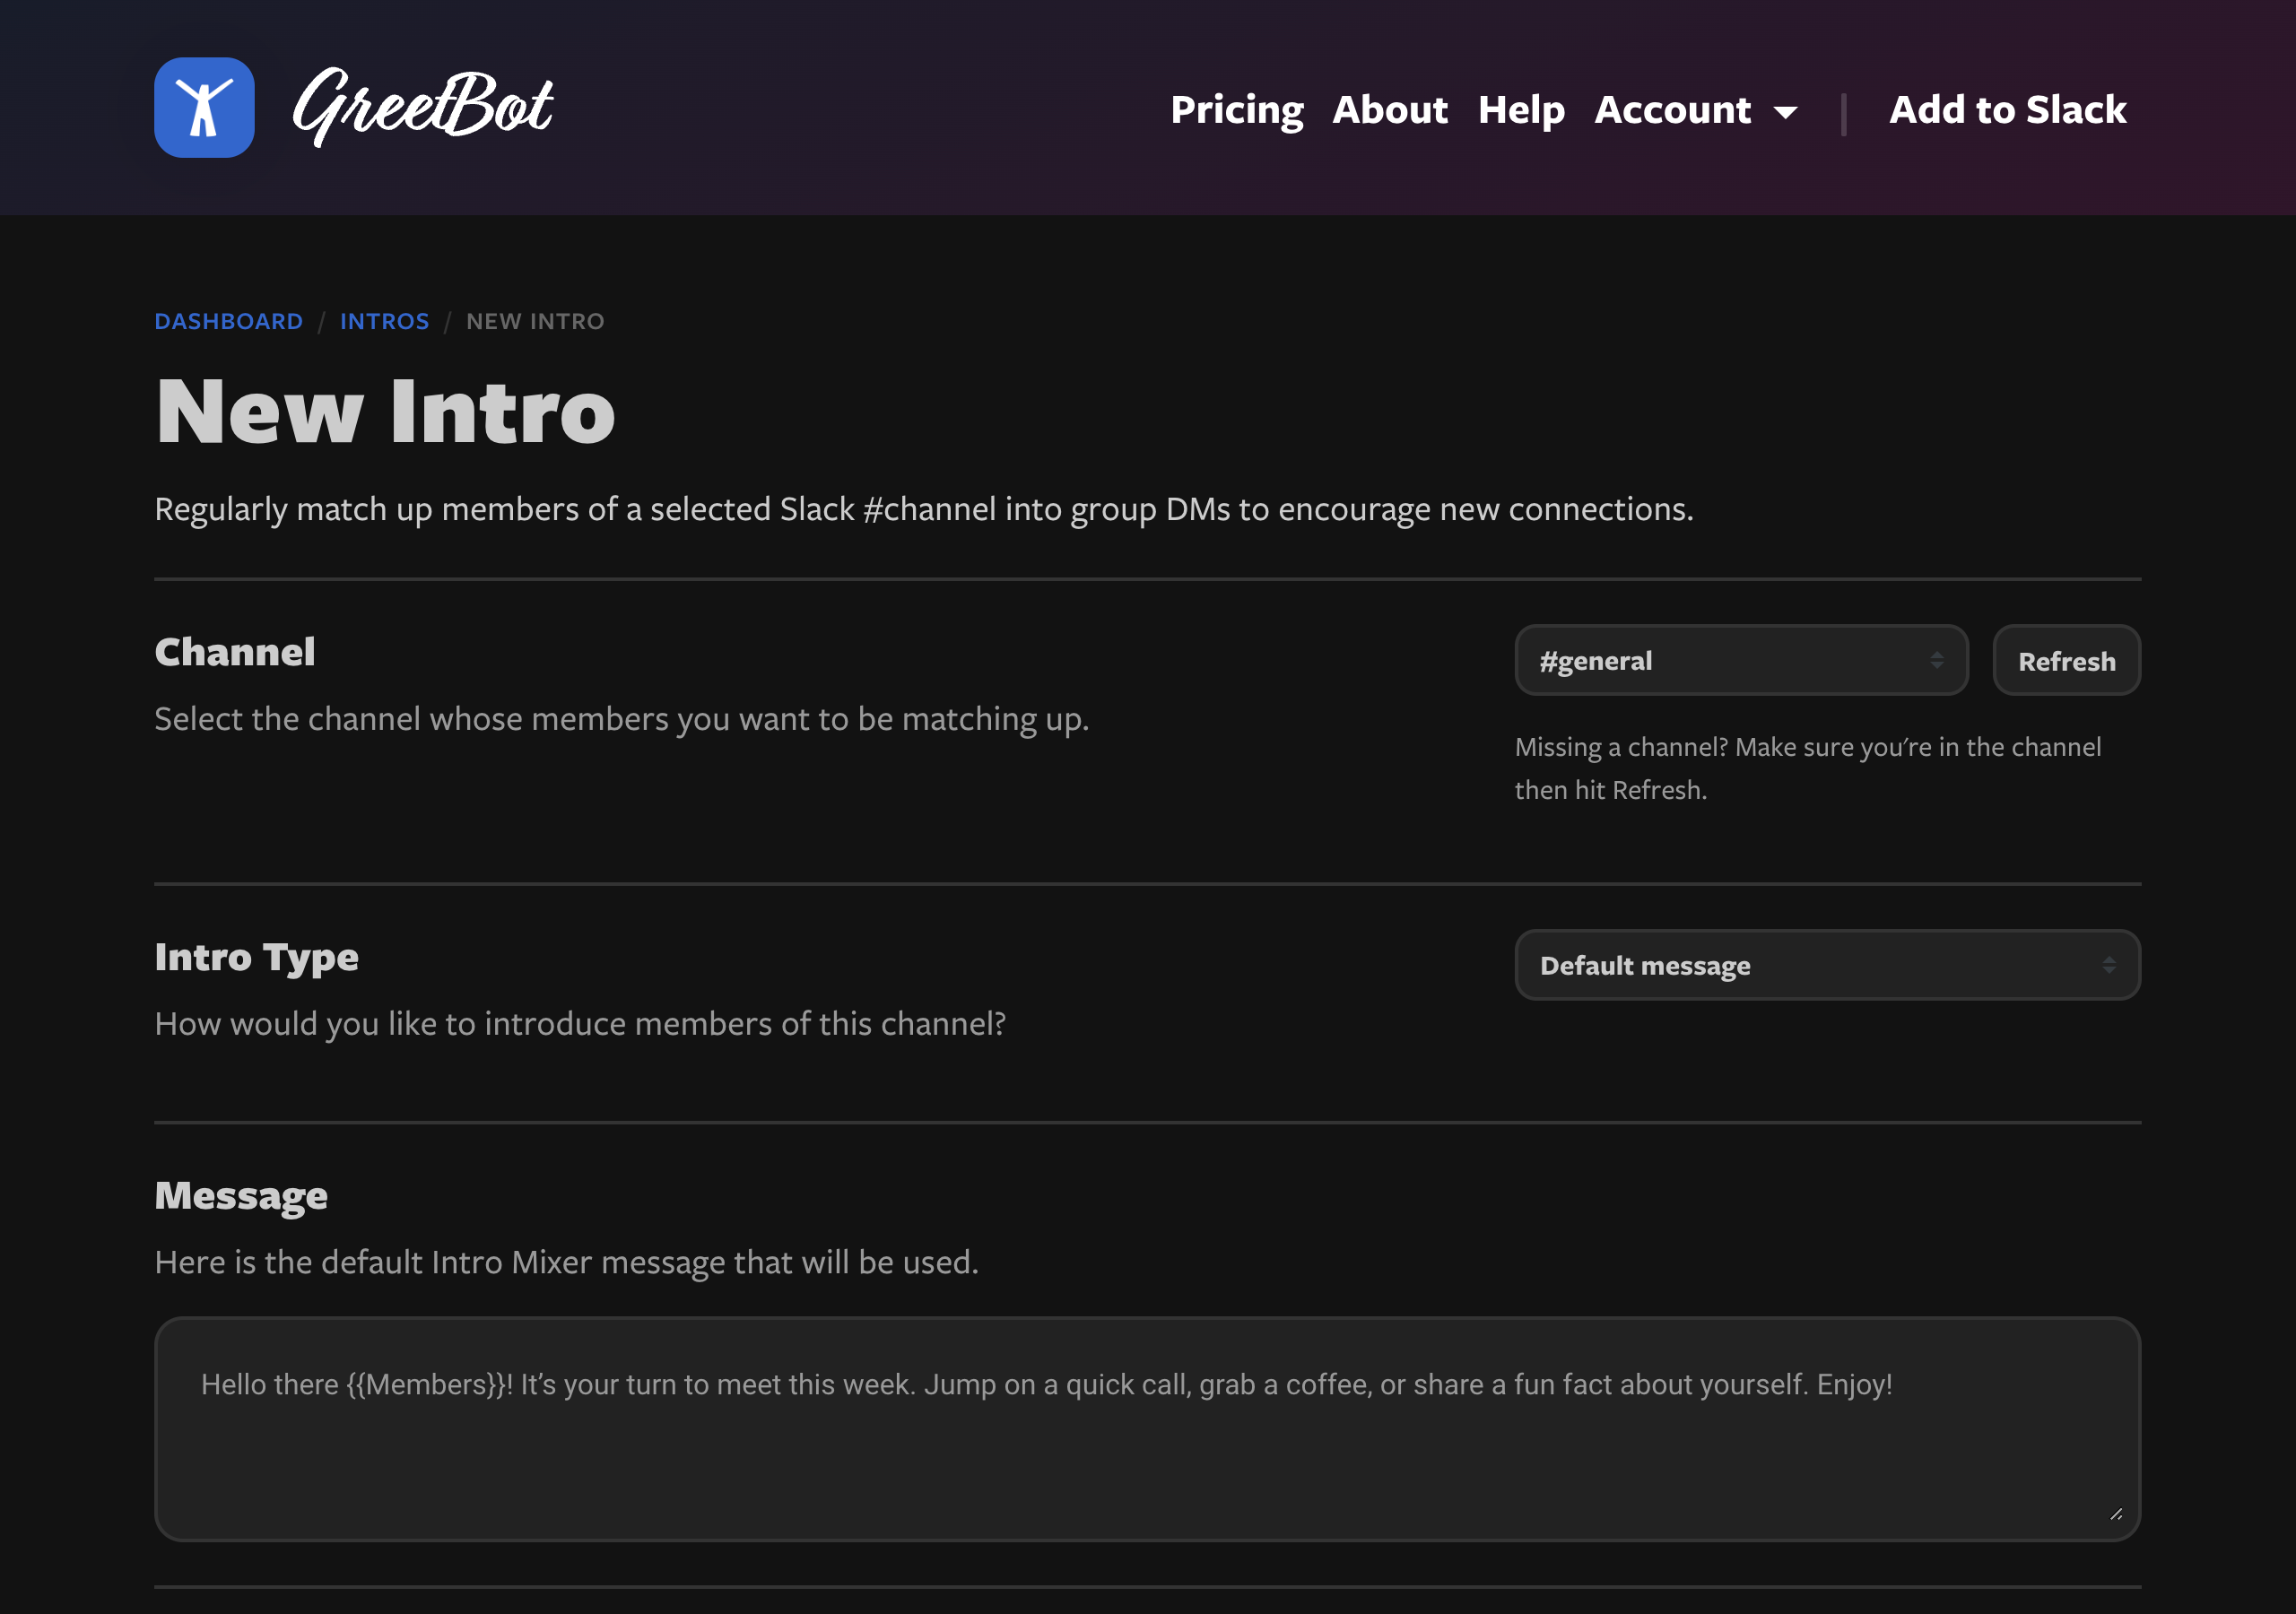 GreetBot
Pricing About Help Account | Add to Slack
DASHBOARD / INTROS / NEW INTRO
New Intro
Regularly match up members of a selected Slack #channel into group DMs to encourage new connections.
Channel
#general
Refresh
Select the channel whose members you want to be matching up.
Missing a channel? Make sure you're in the channel
then hit Refresh.
Intro Type
Default message
How would you like to introduce members of this channel?
Message
Here is the default Intro Mixer message that will be used.
Hello there {{Members}}! It’s your turn to meet this week. Jump on a quick call, grab a coffee, or share a fun fact about yourself. Enjoy!